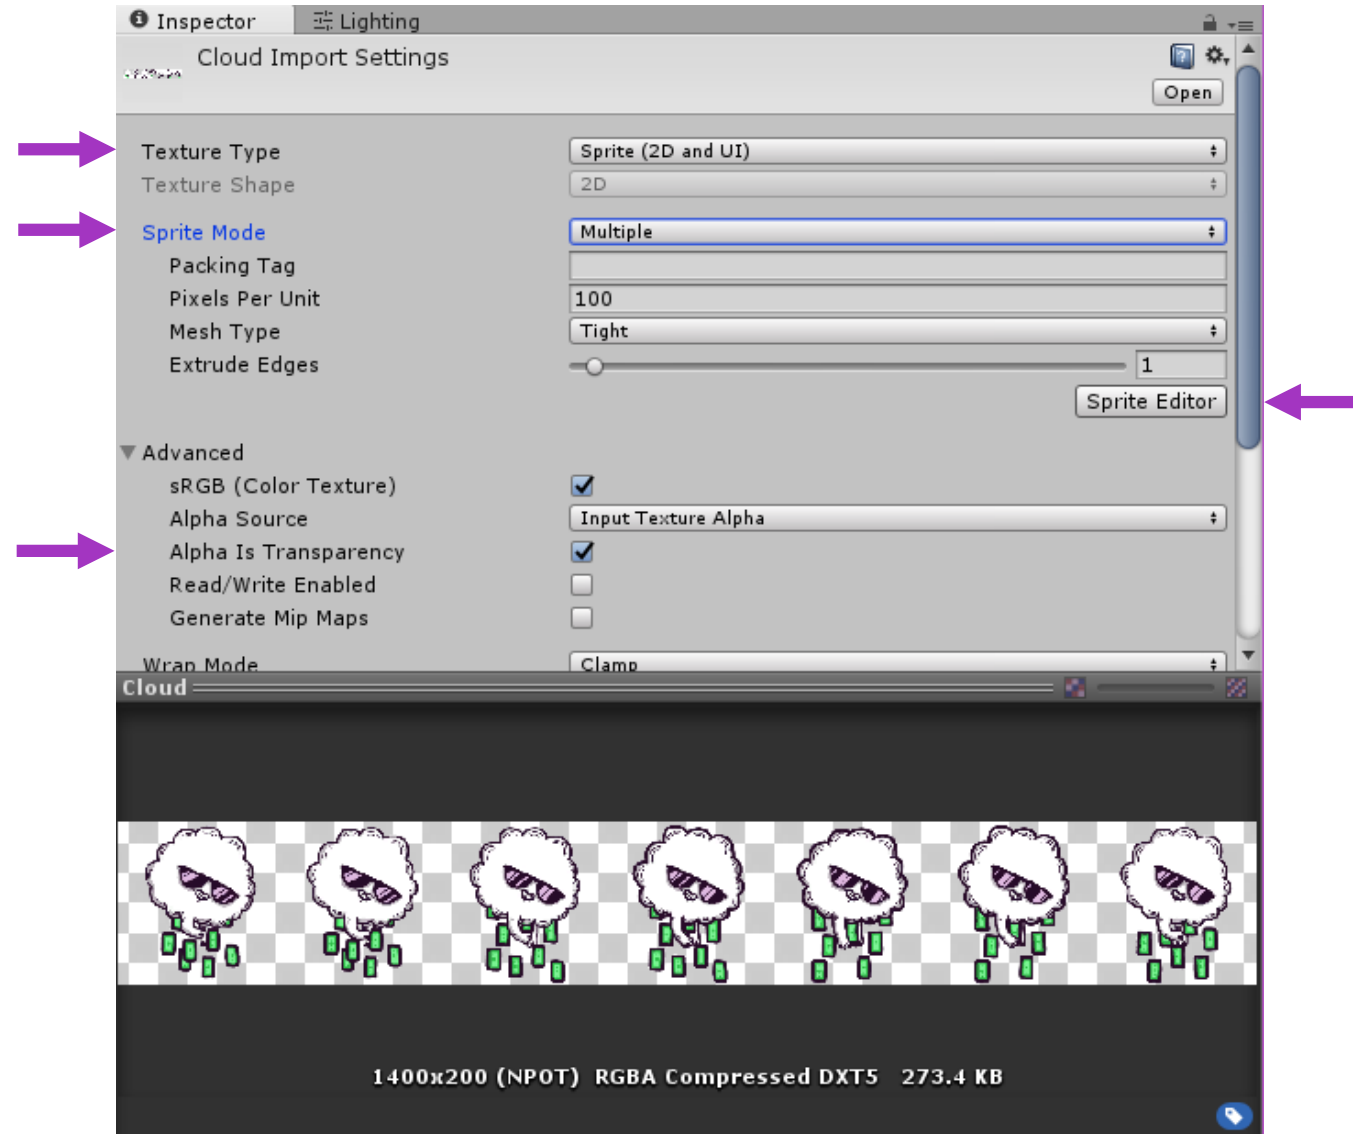 Inspector Lighting
Cloud Import Settings
Open
Texture Type Sprite (2D and UI)
Texture Shape 2D
Sprite Mode Multiple
Packing Tag
Pixels Per Unit 100
Mesh Type Tight
Extrude Edges 1
Sprite Editor
Advanced
sRGB (Color Texture)
Alpha Source Input Texture Alpha
Alpha Is Transparency
Read/Write Enabled
Generate Mip Maps
Wrap Mode Clamp
Cloud
1400x200 (NPOT) RGBA Compressed DXT5 273.4 KB